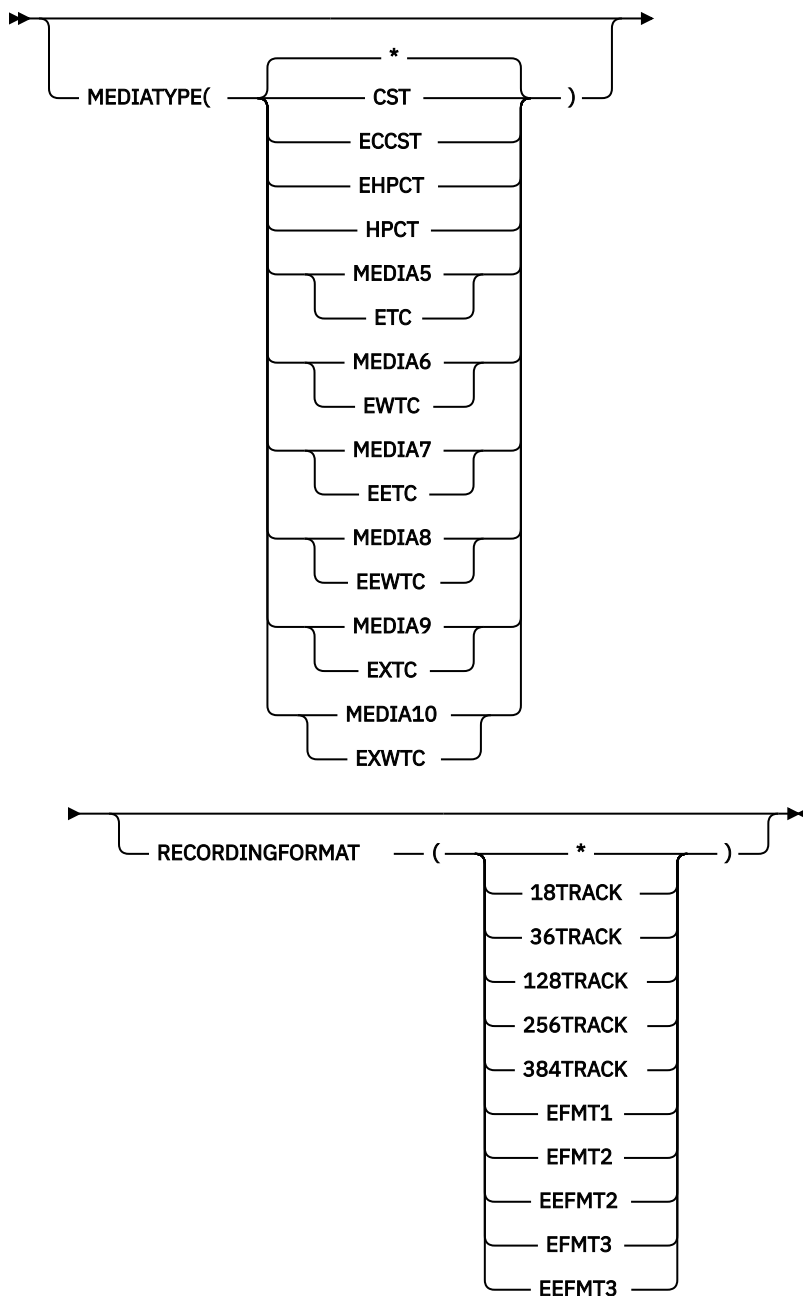 *
MEDIATYPE( CST )
ECCST
EHPCT
HPCT
MEDIA5
ETC
MEDIA6
EWTC
MEDIA7
EETC
MEDIA8
EEWTC
MEDIA9
EXTC
MEDIA10
EXWTC
RECORDINGFORMAT ( * )
18TRACK
36TRACK
128TRACK
256TRACK
384TRACK
EFMT1
EFMT2
EEFMT2
EFMT3
EEFMT3